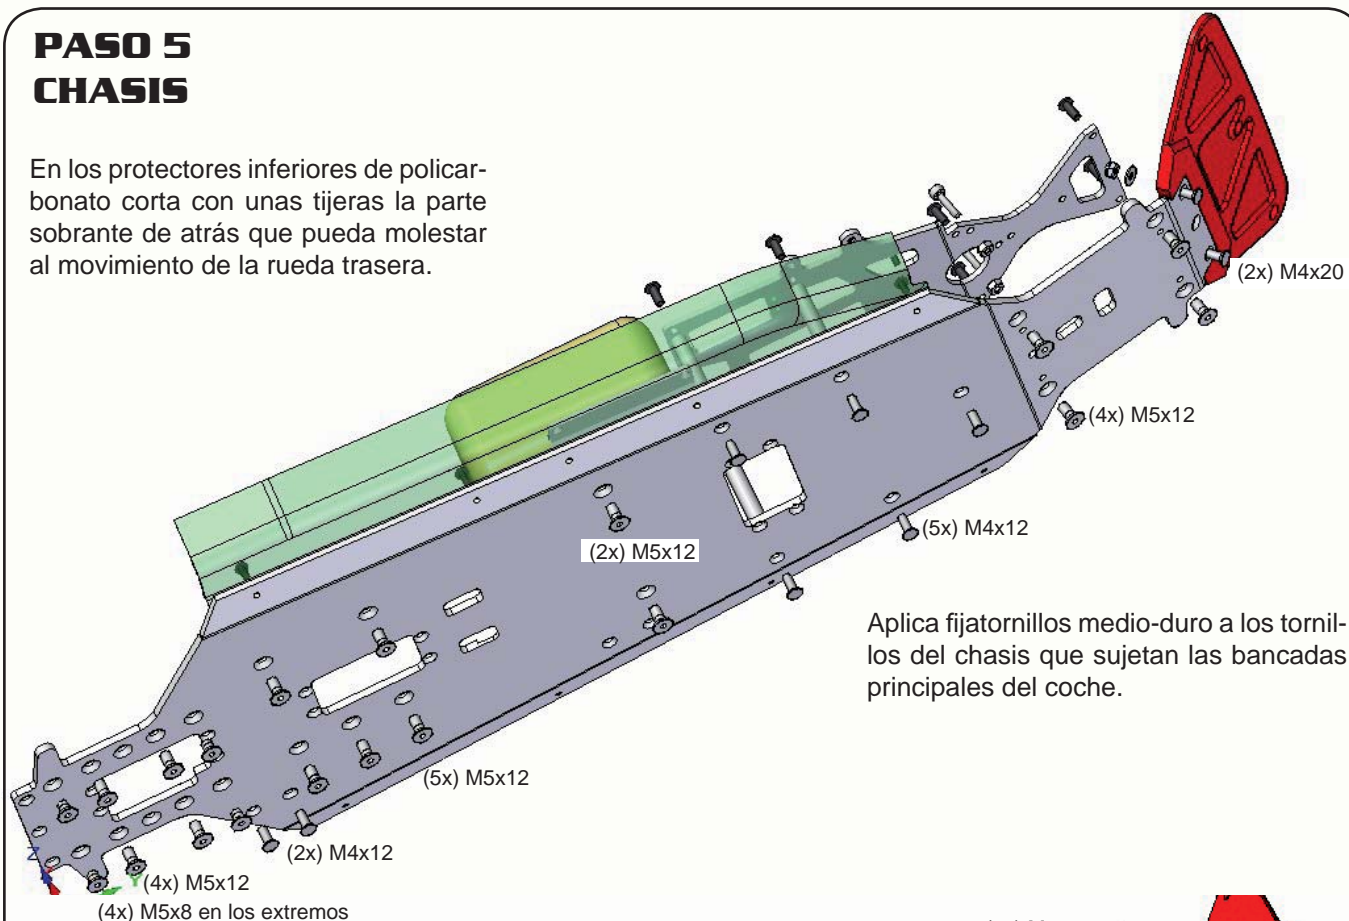 PASO 5
CHASIS
En los protectores inferiores de policar-
bonato corta con unas tijeras la parte
sobrante de atrás que pueda molestar
al movimiento de la rueda trasera.
(2x) M4x20
(4x) M5x12
(5x) M4x12
(2x) M5x12
Aplica fijatornillos medio-duro a los tornil-
los del chasis que sujetan las bancadas
principales del coche.
(5x) M5x12
(2x) M4x12
Z
Y
(4x) M5x12
(4x) M5x8 en los extremos